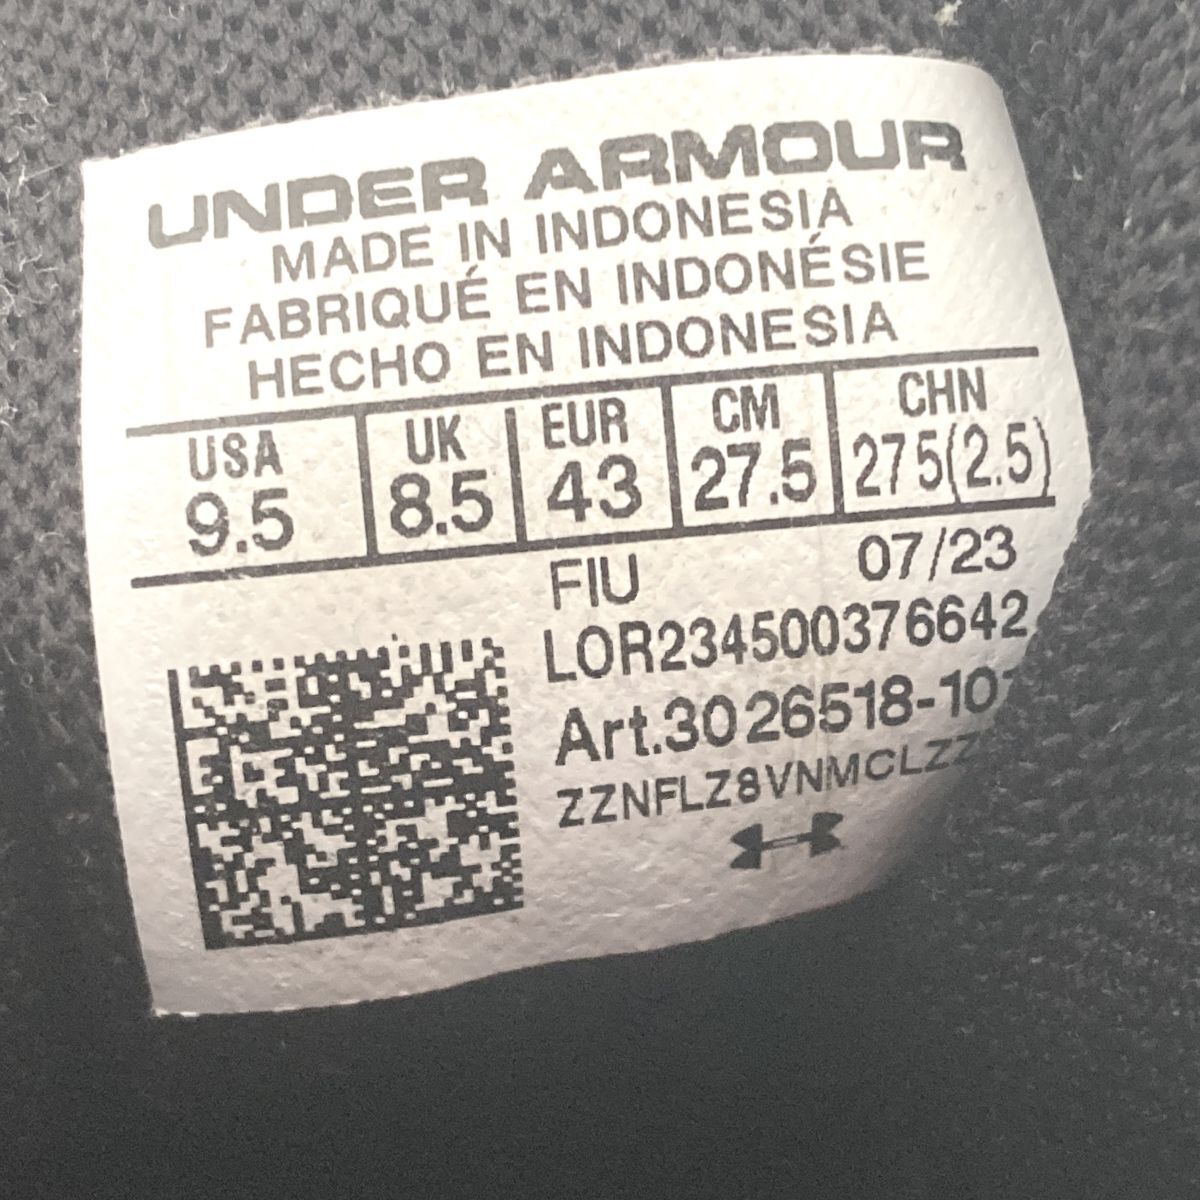 UNDER ARMOUR
MADE IN INDONESIA
FABRIQUÉ EN INDONÉSIE
HECHO EN INDONESIA
USA UK EUR CM CHN
9.5 8.5 43 27.5 275(2.5)
FIU 07/23
LOR234500376642